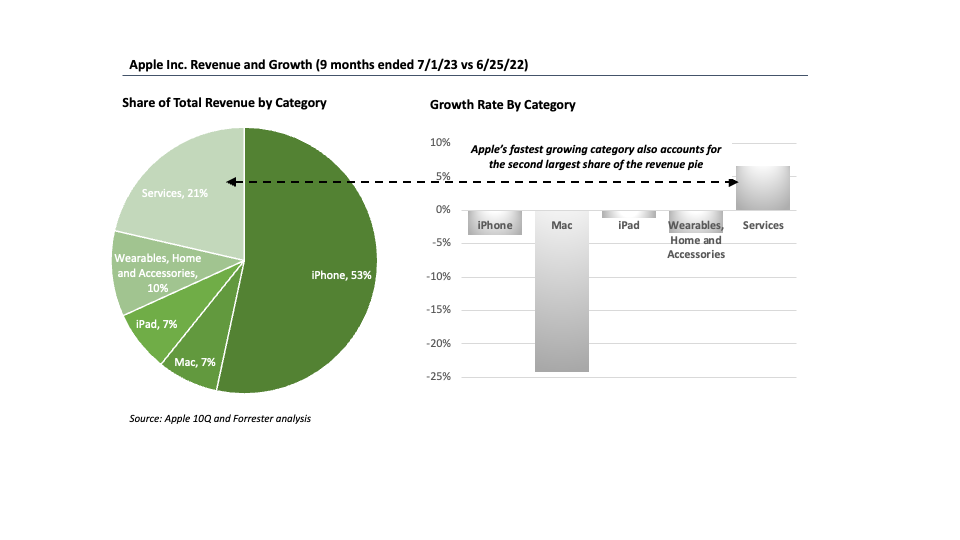 Apple Inc. Revenue and Growth (9 months ended 7/1/23 vs 6/25/22)
Share of Total Revenue by Category
Services, 21%
Wearables, Home
and Accessories,
10%
iPad, 7%
Mac, 7%
iPhone, 53%
Growth Rate By Category
Apple's fastest growing category also accounts for
the second largest share of the revenue pie
10%
5%
0%
-5%
-10%
-15%
-20%
-25%
iPhone
Mac
iPad
Wearables,
Home and
Accessories
Services
Source: Apple 10Q and Forrester analysis